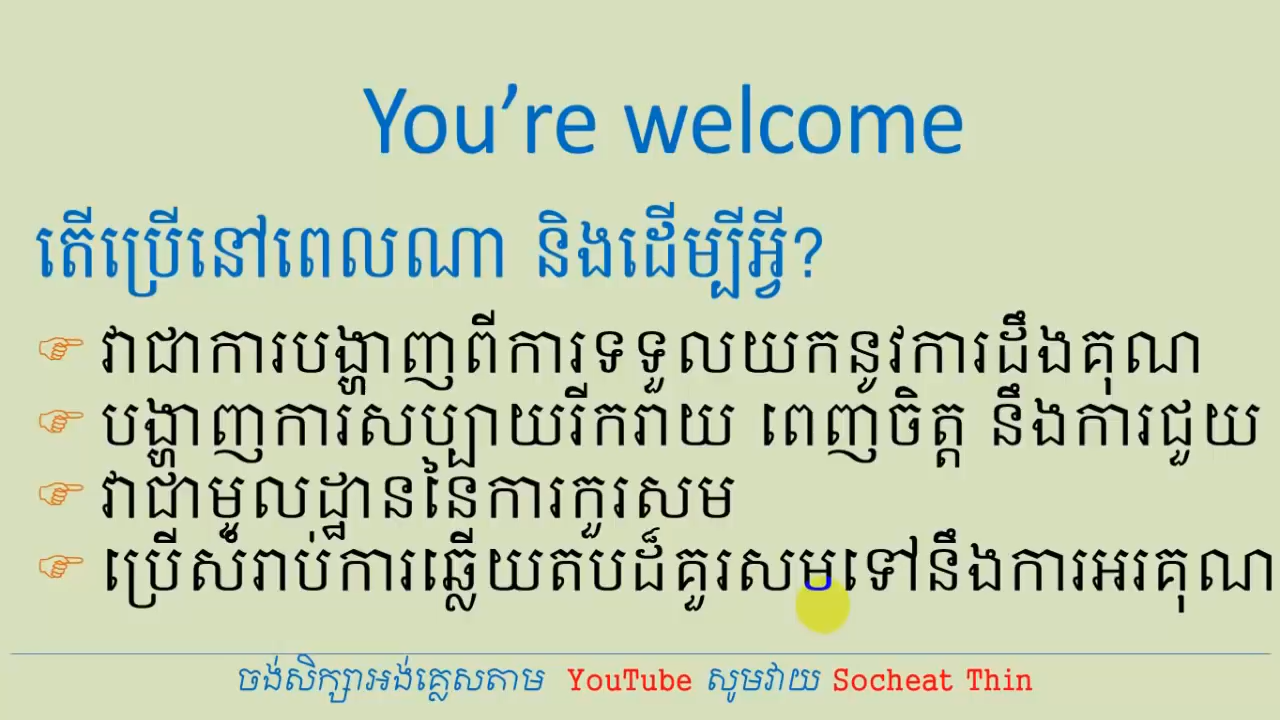 You’re welcome
តើប្រើនៅពេលណា និងដើម្បីអ្វី?
វាជាការបង្ហាញពីការទទួលយកនូវការដឹងគុណ
បង្ហាញការសប្បាយរីករាយ ពេញចិត្ត នឹងការជួយ
វាជាមូលដ្ឋាននៃការកួរសម
ប្រើសំរាប់ការឆ្លើយតបដ៏គួរសមទៅនឹងការអរគុណ
ចង់សិក្សាអង់គ្លេសតាម YouTube សូមវាយ Socheat Thin